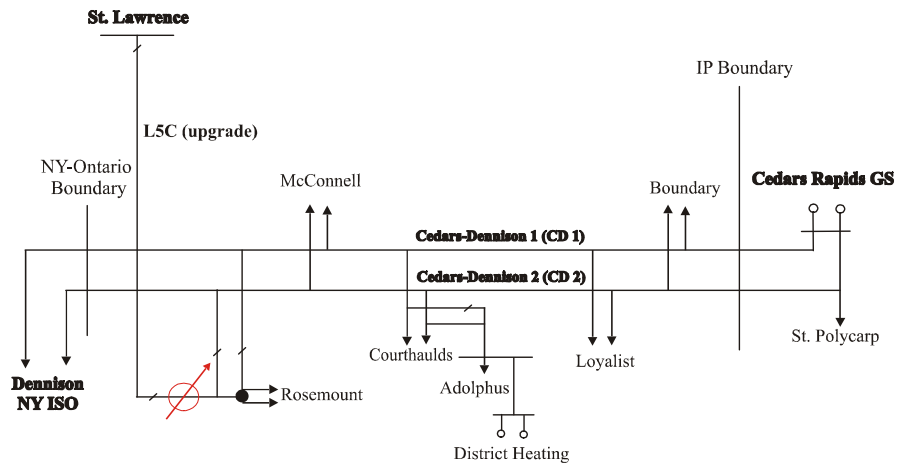 St. Lawrence
IP Boundary
L5C (upgrade)
NY-Ontario
Boundary
McConnell
Boundary
Cedars Rapids GS
Cedars-Dennison 1 (CD 1)
Cedars-Dennison 2 (CD 2)
St. Polycarp
Courthaulds
Loyalist
Dennison
NY ISO
Adolphus
Rosemount
District Heating